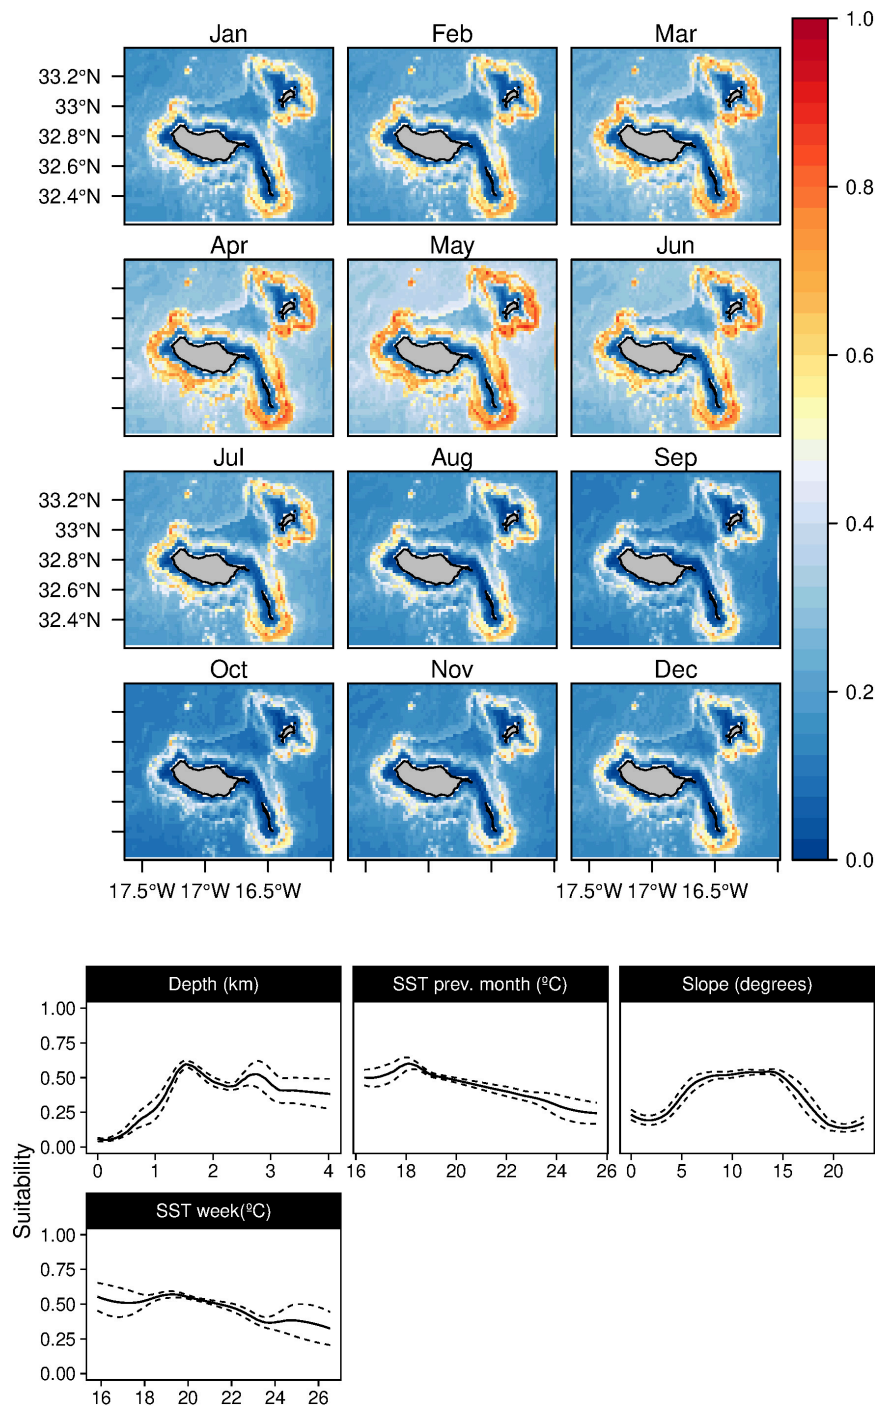 Jan Feb Mar
1.0
33.2°N
33°N
32.8°N
32.6°N
32.4°N
0.8
Apr May Jun
0.6
Jul Aug Sep
33.2°N
33°N
32.8°N
32.6°N
32.4°N
0.4
Oct Nov Dec
0.2
0.0
17.5°W 17°W 16.5°W 17.5°W 17°W 16.5°W
Depth (km) SST prev. month (ºC) Slope (degrees)
1.00
0.75
0.50
0.25
0.00
0 1 2 3 4 16 18 20 22 24 26 0 5 10 15 20
Suitability
SST week(ºC)
1.00
0.75
0.50
0.25
0.00
16 18 20 22 24 26